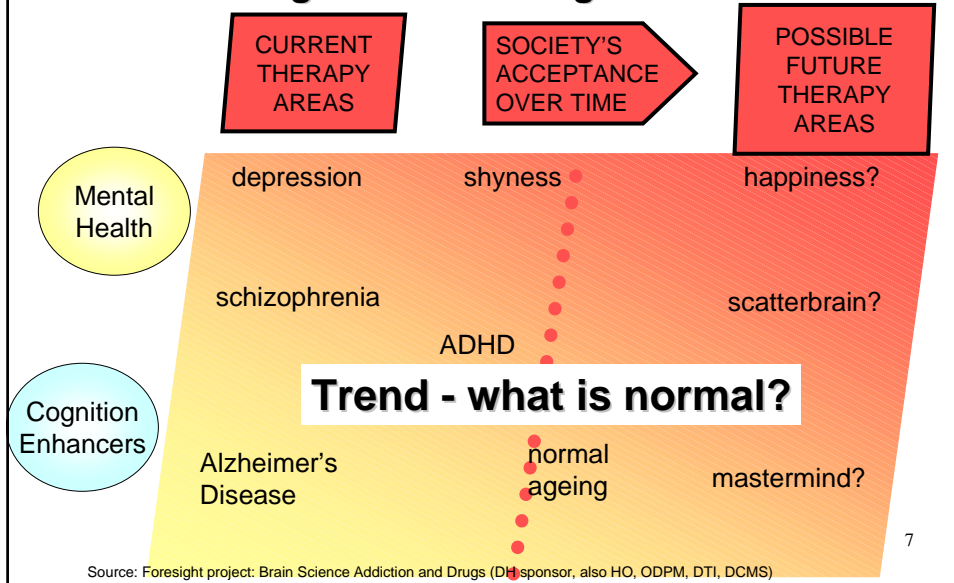 CURRENT
THERAPY
AREAS
SOCIETY'S
ACCEPTANCE
OVER TIME
POSSIBLE
FUTURE
THERAPY
AREAS
Mental
Health
depression
shyness
happiness?
schizophrenia
scatterbrain?
ADHD
Trend - what is normal?
Cognition
Enhancers
Alzheimer's
Disease
normal
ageing
mastermind?
7
Source: Foresight project: Brain Science Addiction and Drugs (DH sponsor, also HO, ODPM, DTI, DCMS)